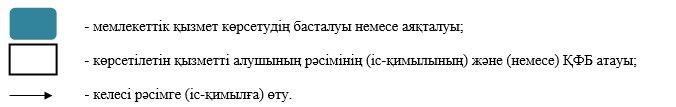 - мемлекеттік қызмет көрсетудің басталуы немесе аяқталуы;
- көрсетілетін қызметті алушының рәсімінің (іс-қимылының) және (немесе) ҚФБ атауы;
- келесі рәсімге (іс-қимылға) өту.